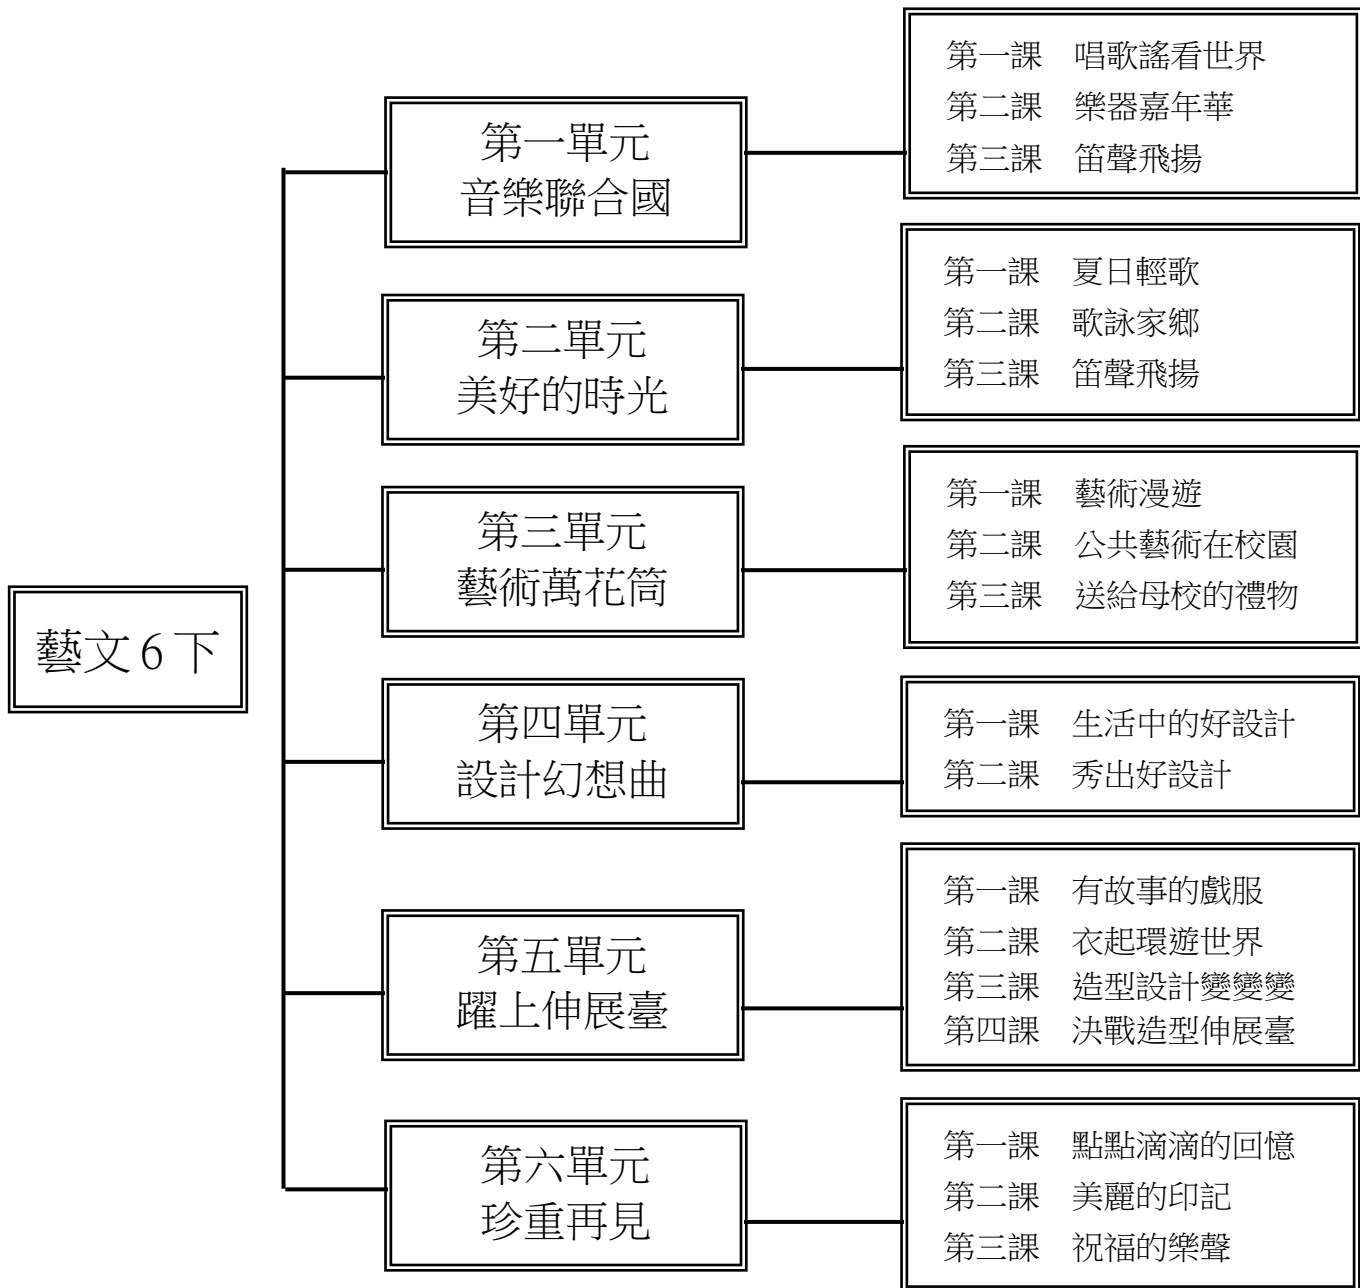 藝文6下
第一單元
音樂聯合國
第一課 唱歌謠看世界
第二課 樂器嘉年華
第三課 笛聲飛揚
第二單元
美好的時光
第一課 夏日輕歌
第二課 歌詠家鄉
第三課 笛聲飛揚
第三單元
藝術萬花筒
第一課 藝術漫遊
第二課 公共藝術在校園
第三課 送給母校的禮物
第四單元
設計幻想曲
第一課 生活中的好設計
第二課 秀出好設計
第五單元
躍上伸展臺
第一課 有故事的戲服
第二課 衣起環遊世界
第三課 造型設計變變變
第四課 決戰造型伸展臺
第六單元
珍重再見
第一課 點點滴滴的回憶
第二課 美麗的印記
第三課 祝福的樂聲